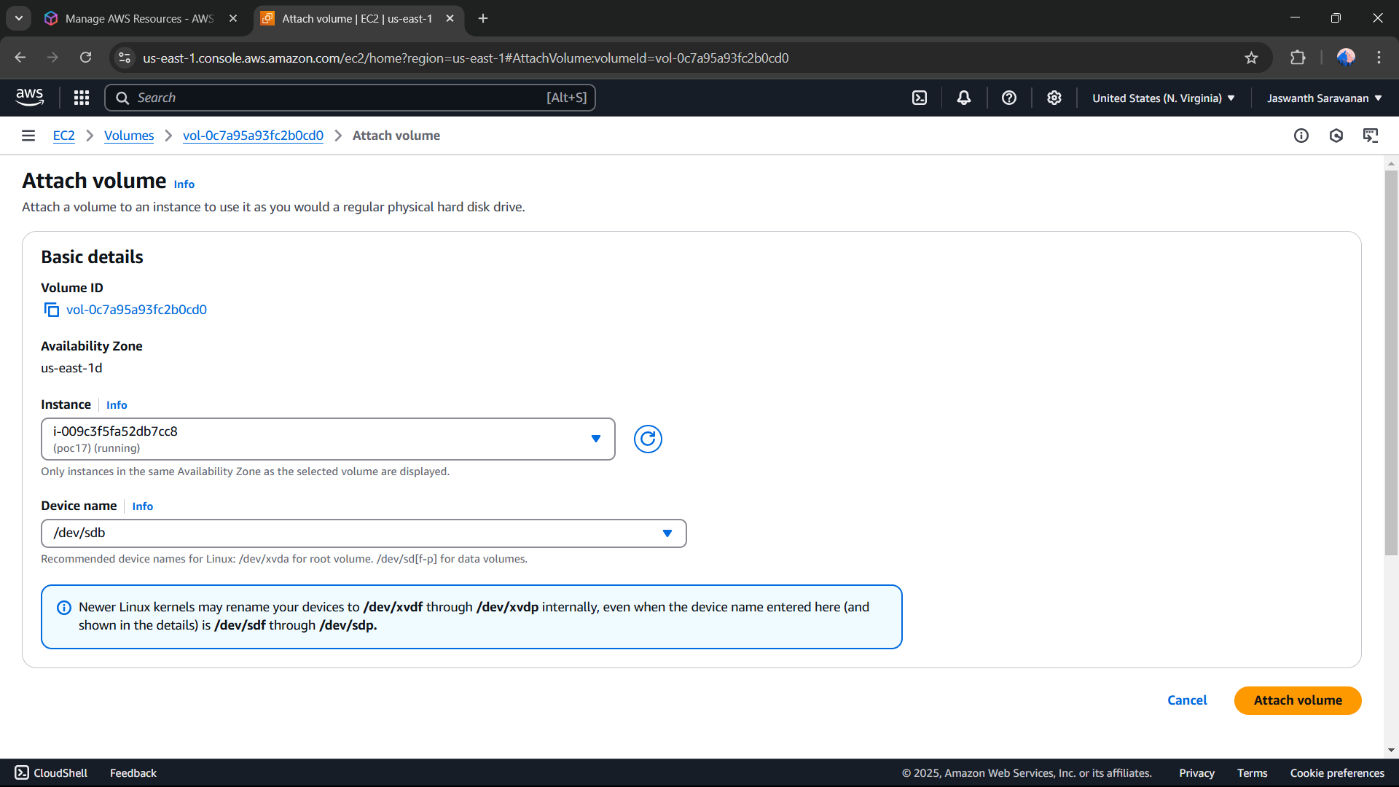 Manage AWS Resources - AWS
Attach volume | EC2 | us-east-1
us-east-1.console.aws.amazon.com/ec2/home?region=us-east-1#AttachVolume:volumeId=vol-0c7a95a93fc2b0cd0
aws
Search [Alt+S]
United States (N. Virginia)
Jaswanth Saravanan
EC2 > Volumes > vol-0c7a95a93fc2b0cd0 > Attach volume
Attach volume Info
Attach a volume to an instance to use it as you would a regular physical hard disk drive.
Basic details
Volume ID
vol-0c7a95a93fc2b0cd0
Availability Zone
us-east-1d
Instance | Info
i-009c3f5fa52db7cc8
(poc17) (running)
Only instances in the same Availability Zone as the selected volume are displayed.
Device name | Info
/dev/sdb
Recommended device names for Linux: /dev/xvda for root volume. /dev/sd[f-p] for data volumes.
Newer Linux kernels may rename your devices to /dev/xvdf through /dev/xvdp internally, even when the device name entered here (and
shown in the details) is /dev/sdf through /dev/sdp.
Cancel
Attach volume
CloudShell Feedback
© 2025, Amazon Web Services, Inc. or its affiliates. Privacy Terms Cookie preferences